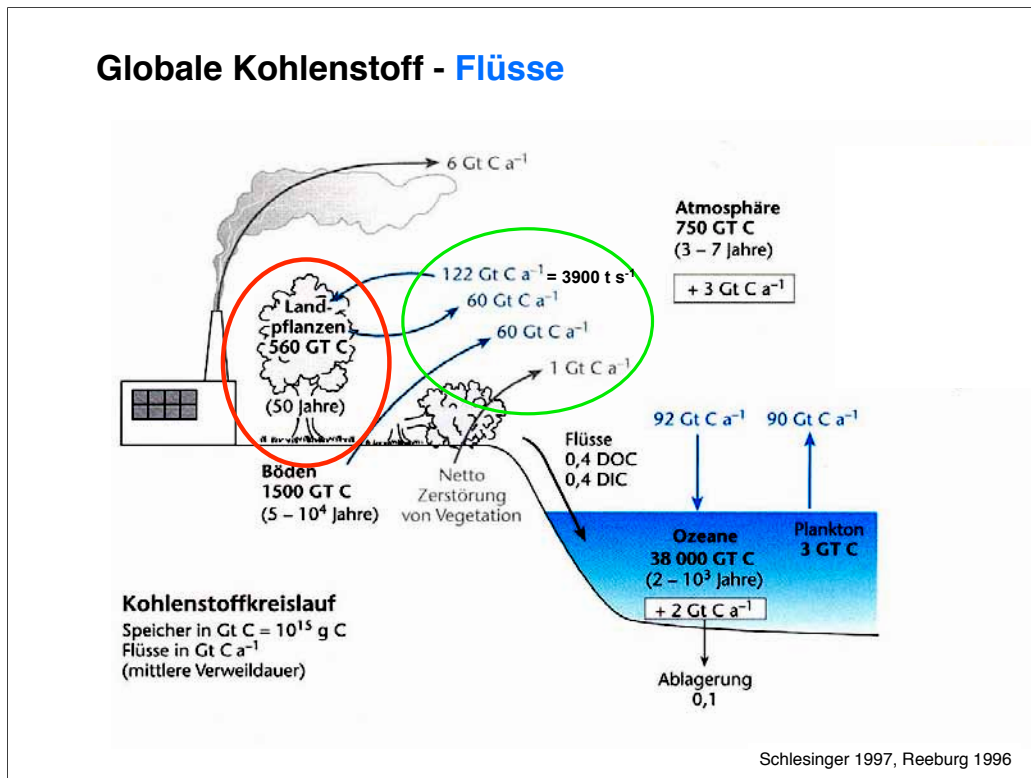 Globale Kohlenstoff - Flüsse
6 Gt C a⁻¹
Atmosphäre
750 GT C
(3 – 7 Jahre)
+ 3 Gt C a⁻¹
122 Gt C a⁻¹ = 3900 t s⁻¹
60 Gt C a⁻¹
60 Gt C a⁻¹
1 Gt C a⁻¹
Land-
pflanzen
560 GT C
(50 Jahre)
Böden
1500 GT C
(5 – 10⁴ Jahre)
Netto
Zerstörung
von Vegetation
Flüsse
0,4 DOC
0,4 DIC
92 Gt C a⁻¹
90 Gt C a⁻¹
Ozeane
38 000 GT C
(2 – 10³ Jahre)
+ 2 Gt C a⁻¹
Plankton
3 GT C
Ablagerung
0,1
Kohlenstoffkreislauf
Speicher in Gt C = 10¹⁵ g C
Flüsse in Gt C a⁻¹
(mittlere Verweildauer)
Schlesinger 1997, Reeburg 1996